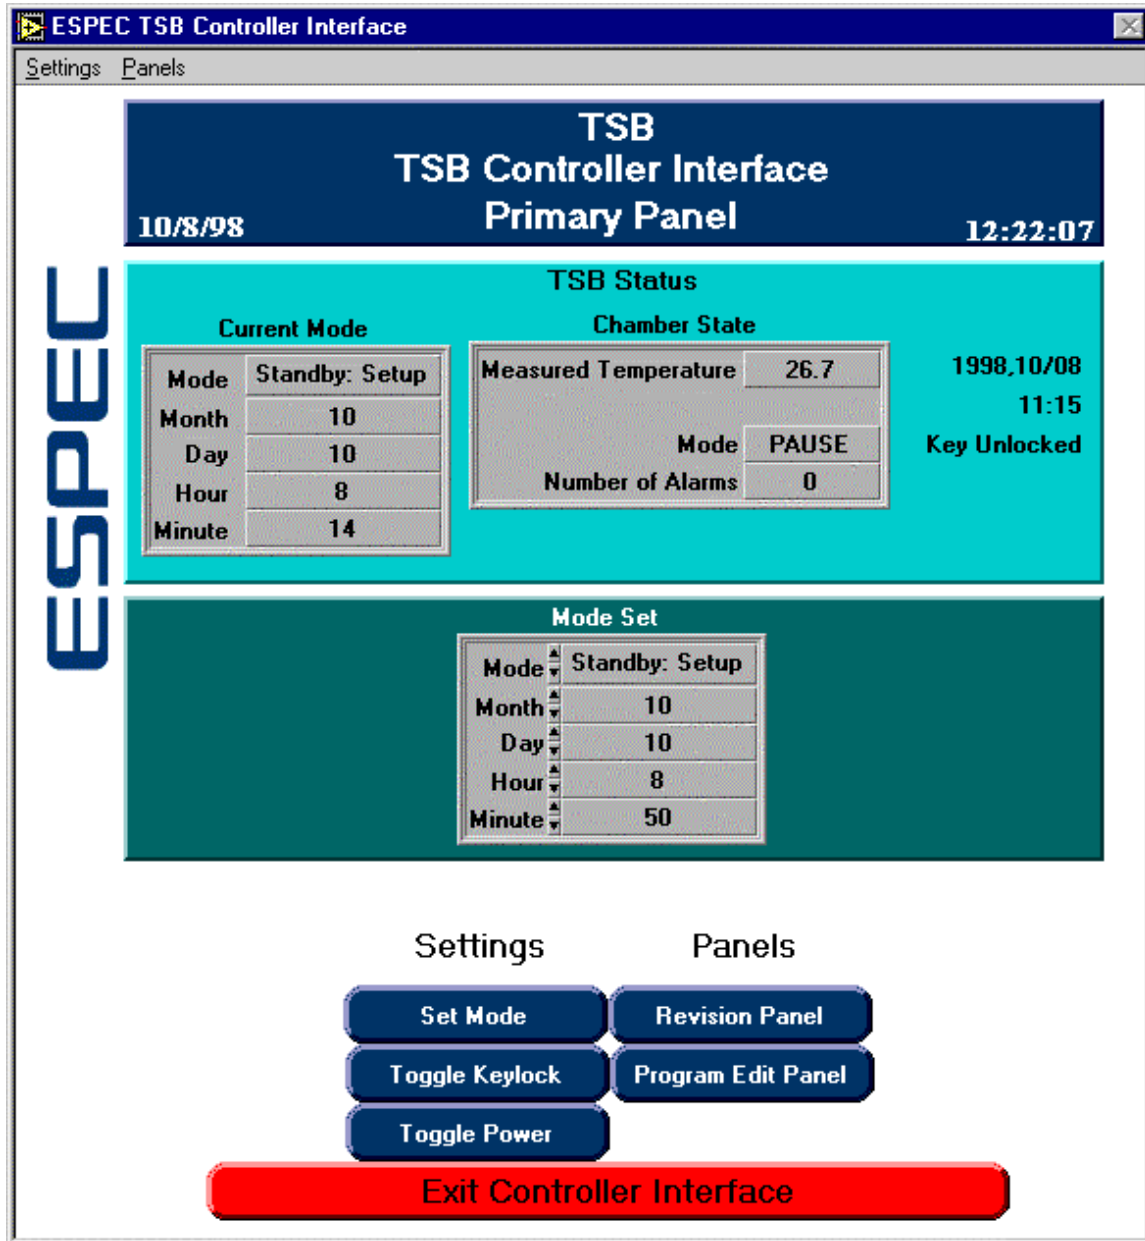 ESPEC TSB Controller Interface
Settings Panels
TSB
TSB Controller Interface
Primary Panel
10/8/98
12:22:07
ESPEC
TSB Status
Current Mode
Mode Standby: Setup
Month 10
Day 10
Hour 8
Minute 14
Chamber State
Measured Temperature 26.7
Mode PAUSE
Number of Alarms 0
1998,10/08
11:15
Key Unlocked
Mode Set
Mode Standby: Setup
Month 10
Day 10
Hour 8
Minute 50
Settings Panels
Set Mode Revision Panel
Toggle Keylock Program Edit Panel
Toggle Power
Exit Controller Interface